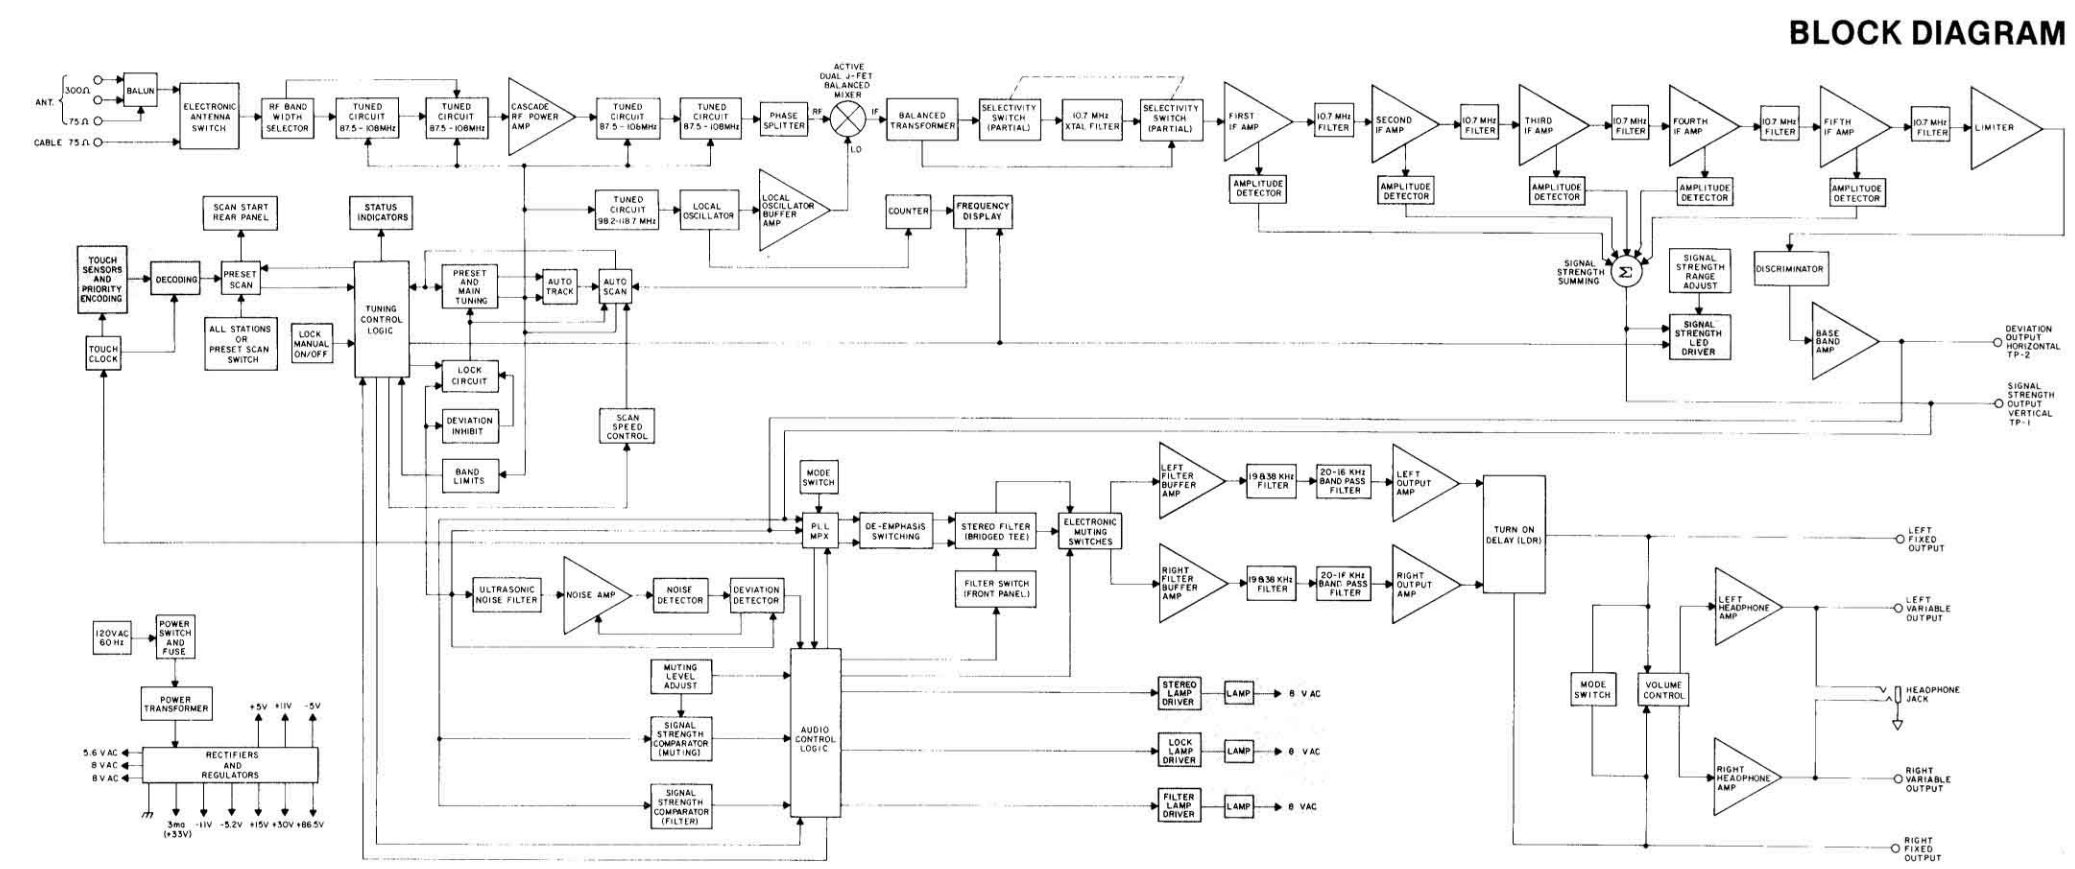 BLOCK DIAGRAM
ANT.
300Ω
75Ω
CABLE 75Ω
BALUN
ELECTRONIC
ANTENNA
SWITCH
RF BAND
WIDTH
SELECTOR
TUNED
CIRCUIT
87.5-108MHz
TUNED
CIRCUIT
87.5-108MHz
CASCADE
RF POWER
AMP
TUNED
CIRCUIT
87.5-108MHz
TUNED
CIRCUIT
87.5-108MHz
PHASE
SPLITTER
RF
ACTIVE
DUAL J-FET
BALANCED
MIXER
IF
LO
BALANCED
TRANSFORMER
SELECTIVITY
SWITCH
(PARTIAL)
10.7 MHz
XTAL FILTER
SELECTIVITY
SWITCH
(PARTIAL)
FIRST
IF AMP
10.7 MHz
FILTER
SECOND
IF AMP
10.7 MHz
FILTER
THIRD
IF AMP
10.7 MHz
FILTER
FOURTH
IF AMP
10.7 MHz
FILTER
FIFTH
IF AMP
10.7 MHz
FILTER
LIMITER
AMPLITUDE
DETECTOR
AMPLITUDE
DETECTOR
AMPLITUDE
DETECTOR
AMPLITUDE
DETECTOR
AMPLITUDE
DETECTOR
SCAN START
REAR PANEL
STATUS
INDICATORS
TUNED
CIRCUIT
98.2-118.7 MHz
LOCAL
OSCILLATOR
LOCAL
OSCILLATOR
BUFFER
AMP
COUNTER
FREQUENCY
DISPLAY
TOUCH
SENSORS
AND
PRIORITY
ENCODING
DECODING
PRESET
SCAN
TUNING
CONTROL
LOGIC
PRESET
AND
MAIN
TUNING
AUTO
TRACK
AUTO
SCAN
SIGNAL
STRENGTH
SUMMING
Σ
SIGNAL
STRENGTH
RANGE
ADJUST
DISCRIMINATOR
TOUCH
CLOCK
ALL STATIONS
OR
PRESET SCAN
SWITCH
LOCK
MANUAL
ON/OFF
LOCK
CIRCUIT
SIGNAL
STRENGTH
LED
DRIVER
BASE
BAND
AMP
DEVIATION
OUTPUT
HORIZONTAL
TP-2
SIGNAL
STRENGTH
OUTPUT
VERTICAL
TP-1
DEVIATION
INHIBIT
SCAN
SPEED
CONTROL
BAND
LIMITS
MODE
SWITCH
PLL
MPX
DE-EMPHASIS
SWITCHING
STEREO FILTER
(BRIDGED TEE)
ELECTRONIC
MUTING
SWITCHES
LEFT
FILTER
BUFFER
AMP
19&38 KHz
FILTER
20-16 KHz
BAND PASS
FILTER
LEFT
OUTPUT
AMP
TURN ON
DELAY (LDR)
LEFT
FIXED
OUTPUT
FILTER SWITCH
(FRONT PANEL)
RIGHT
FILTER
BUFFER
AMP
19&38 KHz
FILTER
KHz
BAND PASS
FILTER
RIGHT
OUTPUT
AMP
ULTRASONIC
NOISE FILTER
NOISE AMP
NOISE
DETECTOR
DEVIATION
DETECTOR
LEFT
HEADPHONE
AMP
LEFT
VARIABLE
OUTPUT
120VAC
60 Hz
POWER
SWITCH
AND
FUSE
POWER
TRANSFORMER
+5V +11V -5V
5.6 VAC
8 VAC
8 VAC
RECTIFIERS
AND
REGULATORS
3ma
(+33V)
-11V
-5.2V
+15V
+30V
+86.5V
MUTING
LEVEL
ADJUST
SIGNAL
STRENGTH
COMPARATOR
(MUTING)
SIGNAL
STRENGTH
COMPARATOR
(FILTER)
AUDIO
CONTROL
LOGIC
STEREO
LAMP
DRIVER
LAMP
8 VAC
LOCK
LAMP
DRIVER
LAMP
8 VAC
FILTER
LAMP
DRIVER
LAMP
8 VAC
MODE
SWITCH
VOLUME
CONTROL
HEADPHONE
JACK
RIGHT
HEADPHONE
AMP
RIGHT
VARIABLE
OUTPUT
RIGHT
FIXED
OUTPUT